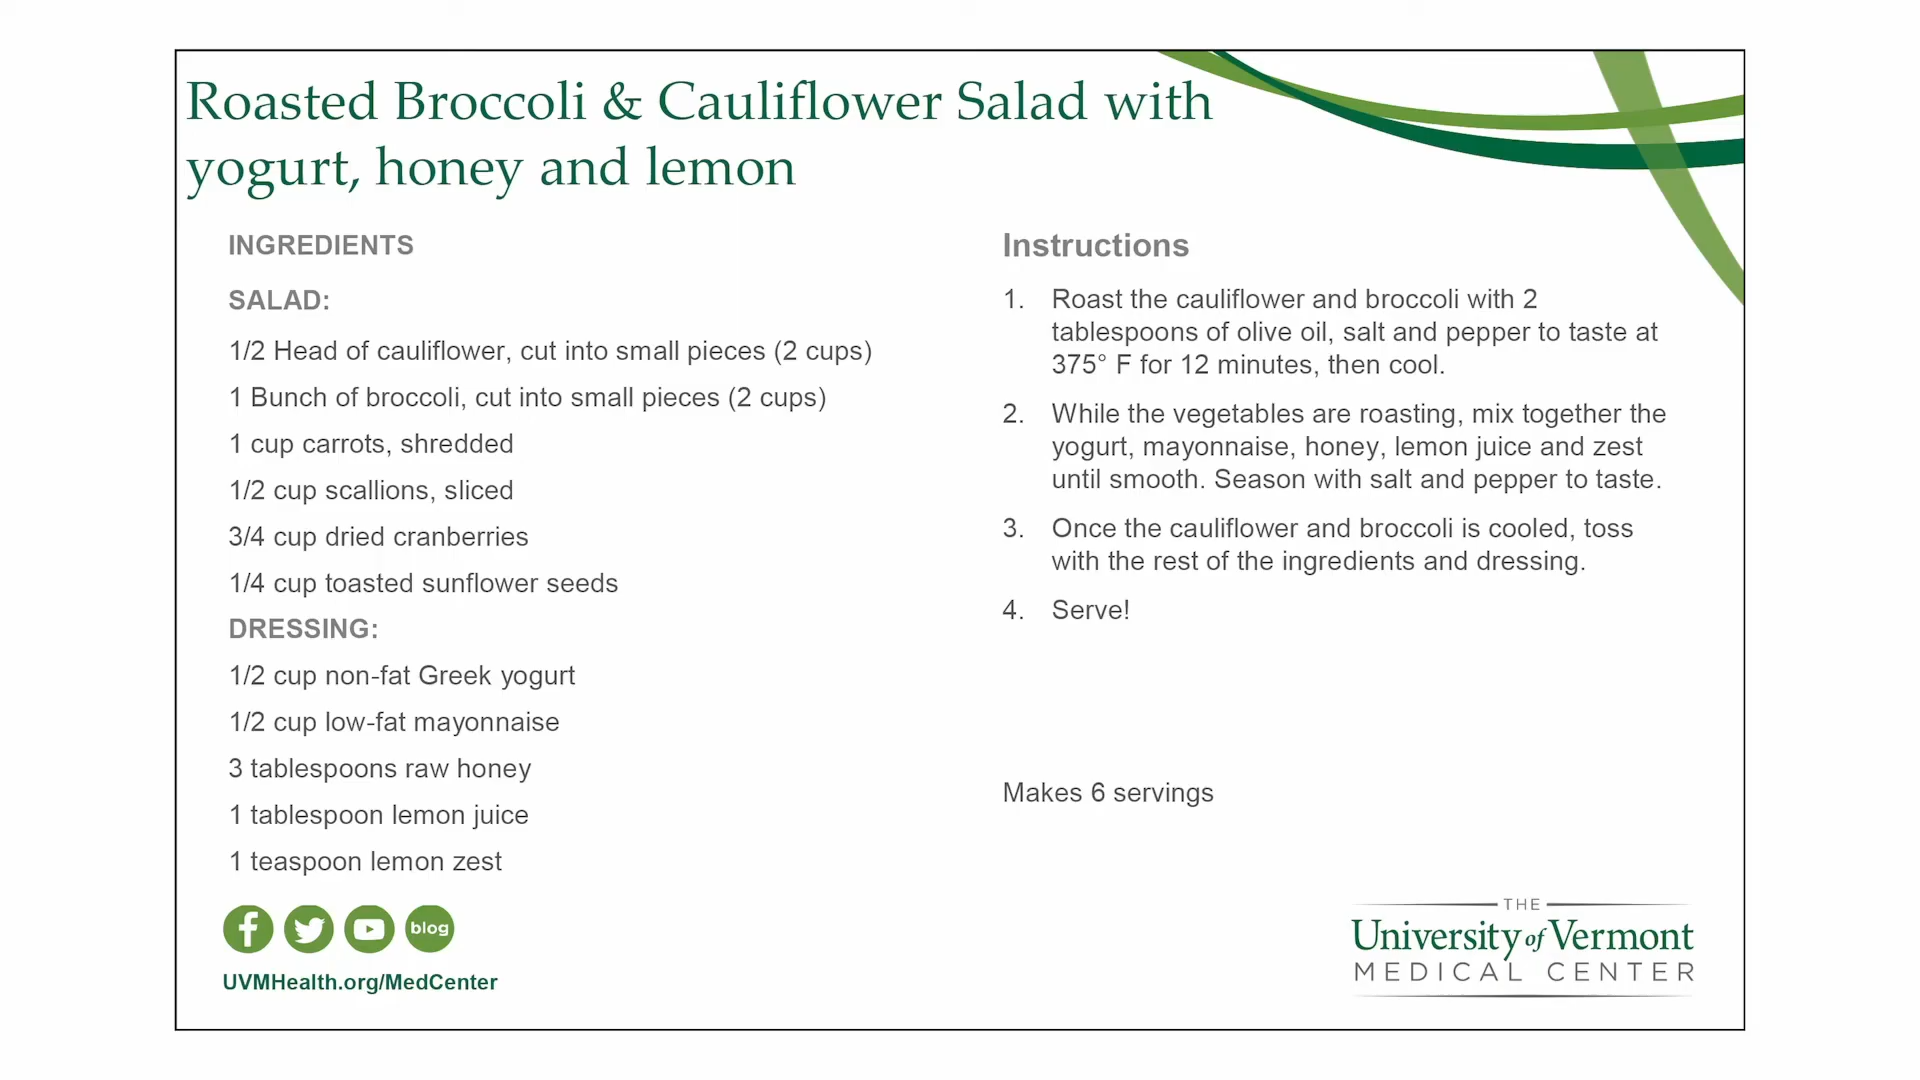 Roasted Broccoli & Cauliflower Salad with
yogurt, honey and lemon
INGREDIENTS
SALAD:
1/2 Head of cauliflower, cut into small pieces (2 cups)
1 Bunch of broccoli, cut into small pieces (2 cups)
1 cup carrots, shredded
1/2 cup scallions, sliced
3/4 cup dried cranberries
1/4 cup toasted sunflower seeds
DRESSING:
1/2 cup non-fat Greek yogurt
1/2 cup low-fat mayonnaise
3 tablespoons raw honey
1 tablespoon lemon juice
1 teaspoon lemon zest
Instructions
1. Roast the cauliflower and broccoli with 2
tablespoons of olive oil, salt and pepper to taste at
375° F for 12 minutes, then cool.
2. While the vegetables are roasting, mix together the
yogurt, mayonnaise, honey, lemon juice and zest
until smooth. Season with salt and pepper to taste.
3. Once the cauliflower and broccoli is cooled, toss
with the rest of the ingredients and dressing.
4. Serve!
Makes 6 servings
blog
UVMHealth.org/MedCenter
THE
University of Vermont
MEDICAL CENTER